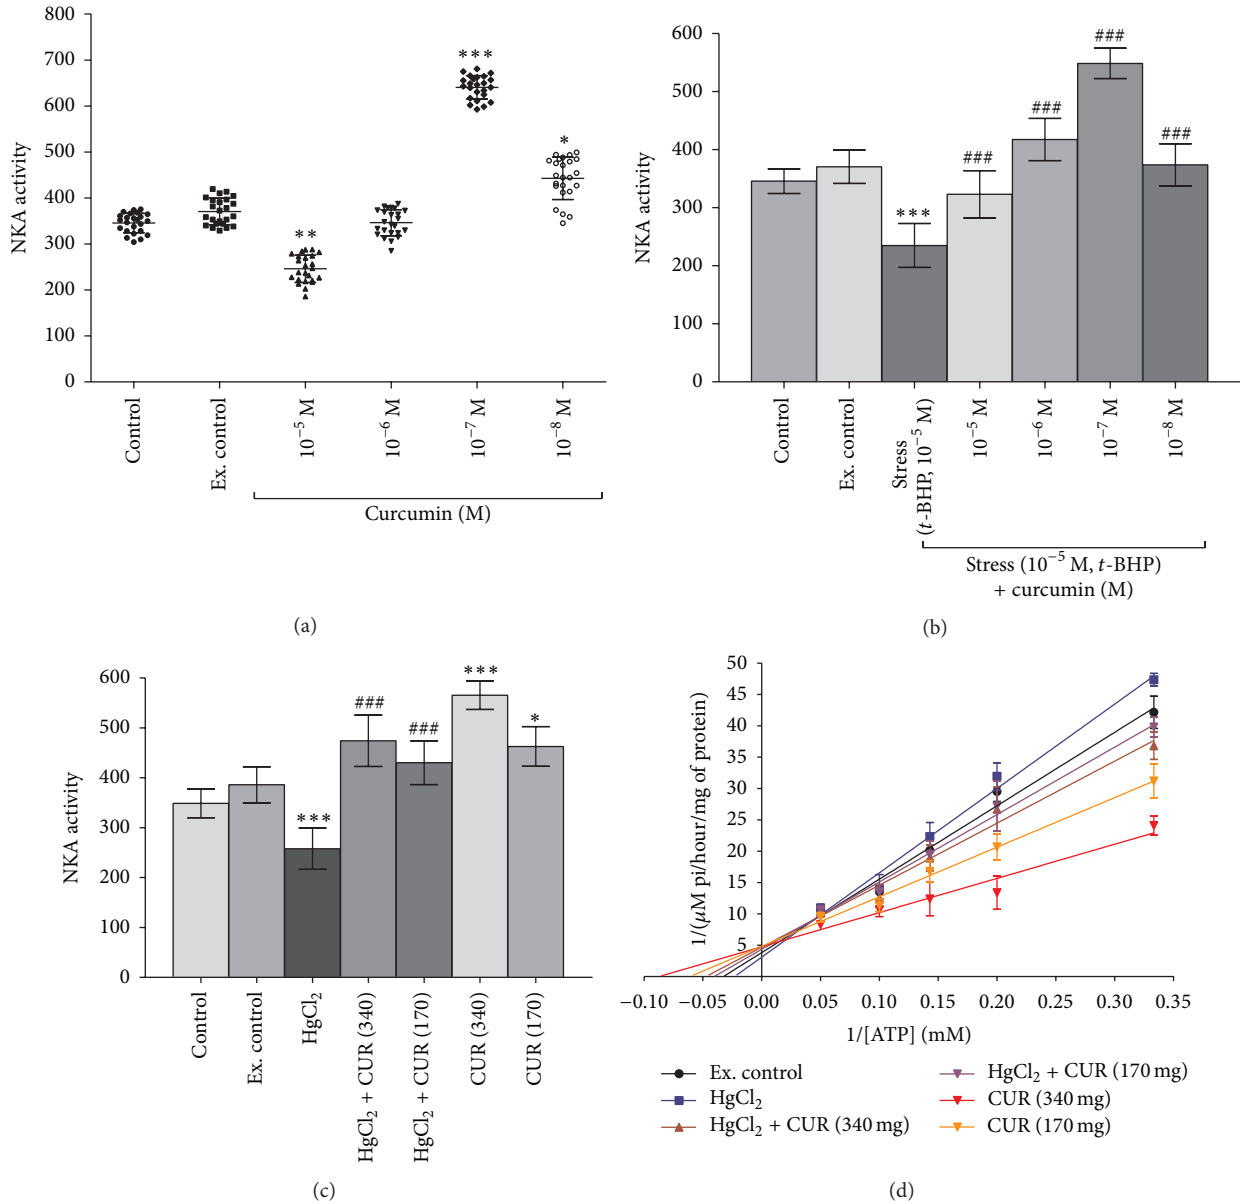 800
700
600
500
400
300
200
100
0
NKA activity
***
**
*
Control
Ex. control
10⁻⁵ M
10⁻⁶ M
10⁻⁷ M
10⁻⁸ M
Curcumin (M)
(a)
600
500
400
300
200
100
0
NKA activity
***
###
###
###
###
Control
Ex. control
Stress
(t-BHP, 10⁻⁵ M)
10⁻⁵ M
10⁻⁶ M
10⁻⁷ M
10⁻⁸ M
Stress (10⁻⁵ M, t-BHP)
+ curcumin (M)
(b)
600
500
400
300
200
100
0
NKA activity
***
###
###
***
*
Control
Ex. control
HgCl₂
HgCl₂ + CUR (340)
HgCl₂ + CUR (170)
CUR (340)
CUR (170)
(c)
50
45
40
35
30
25
20
15
10
5
1/(μM pi/hour/mg of protein)
−0.10 −0.05 0.00 0.05 0.10 0.15 0.20 0.25 0.30 0.35
1/[ATP] (mM)
Ex. control
HgCl₂
HgCl₂ + CUR (340 mg)
HgCl₂ + CUR (170 mg)
CUR (340 mg)
CUR (170 mg)
(d)